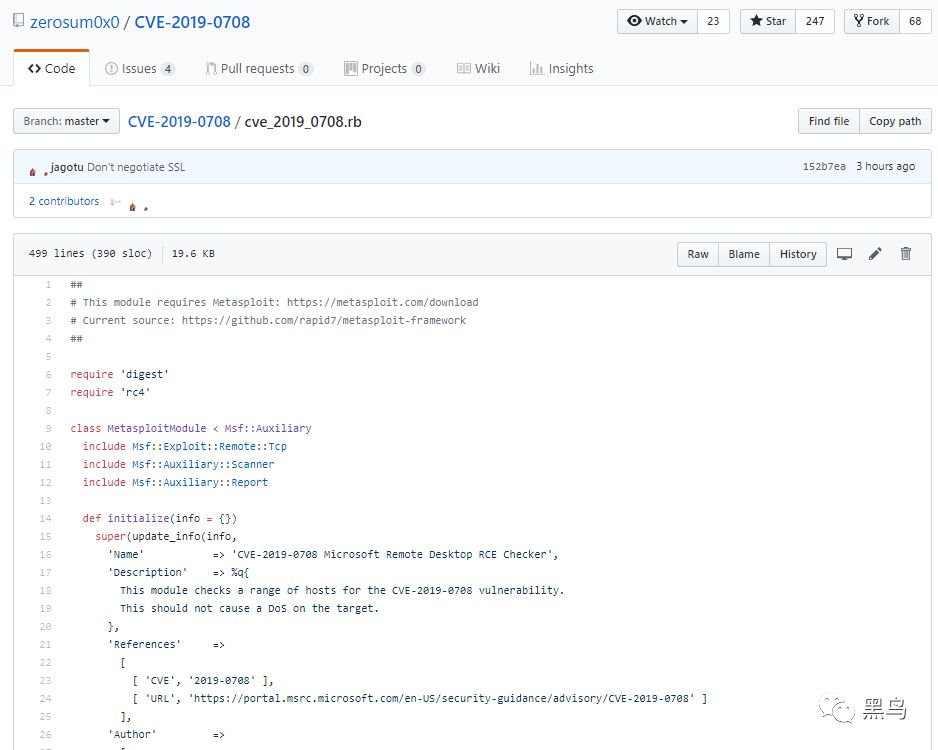 zerosum0x0 / CVE-2019-0708
Watch 23 Star 247 Fork 68
Code Issues 4 Pull requests 0 Projects 0 Wiki Insights
Branch: master CVE-2019-0708 / cve_2019_0708.rb Find file Copy path
jagotu Don't negotiate SSL 152b7ea 3 hours ago
2 contributors
499 lines (390 sloc) 19.6 KB Raw Blame History
1 ##
2 # This module requires Metasploit: https://metasploit.com/download
3 # Current source: https://github.com/rapid7/metasploit-framework
4 ##
5
6 require 'digest'
7 require 'rc4'
8
9 class MetasploitModule < Msf::Auxiliary
10 include Msf::Exploit::Remote::Tcp
11 include Msf::Auxiliary::Scanner
12 include Msf::Auxiliary::Report
13
14 def initialize(info = {})
15 super(update_info(info,
16 'Name' => 'CVE-2019-0708 Microsoft Remote Desktop RCE Checker',
17 'Description' => %q{
18 This module checks a range of hosts for the CVE-2019-0708 vulnerability.
19 This should not cause a DoS on the target.
20 },
21 'References' =>
22 [
23 [ 'CVE', '2019-0708' ],
24 [ 'URL', 'https://portal.msrc.microsoft.com/en-US/security-guidance/advisory/CVE-2019-0708' ]
25 ],
26 'Author' =>
27 [
黑鸟